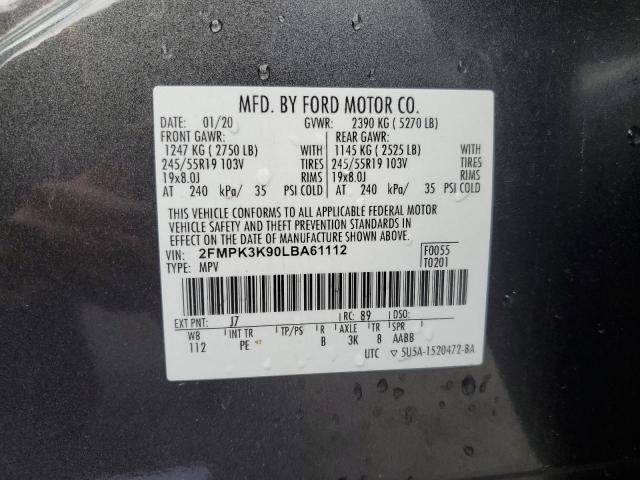 MFD. BY FORD MOTOR CO.
DATE: 01/20 GVWR: 2390 KG ( 5270 LB)
FRONT GAWR: REAR GAWR:
1247 KG ( 2750 LB) WITH 1145 KG ( 2525 LB) WITH
245/55R19 103V TIRES 245/55R19 103V TIRES
19x8.0J RIMS 19x8.0J RIMS
AT 240 kPa/ 35 PSI COLD AT 240 kPa/ 35 PSI COLD
THIS VEHICLE CONFORMS TO ALL APPLICABLE FEDERAL MOTOR
VEHICLE SAFETY AND THEFT PREVENTION STANDARDS
IN EFFECT ON THE DATE OF MANUFACTURE SHOWN ABOVE.
VIN: 2FMPK3K90LBA61112 F0055
TYPE: MPV T0201
EXT PNT: J7 RC: 89 DSO:
WB INT TR TP/PS R AXLE TR SPR
112 PE B 3K 8 AABB
UTC ▽ 5U5A-1520472-BA